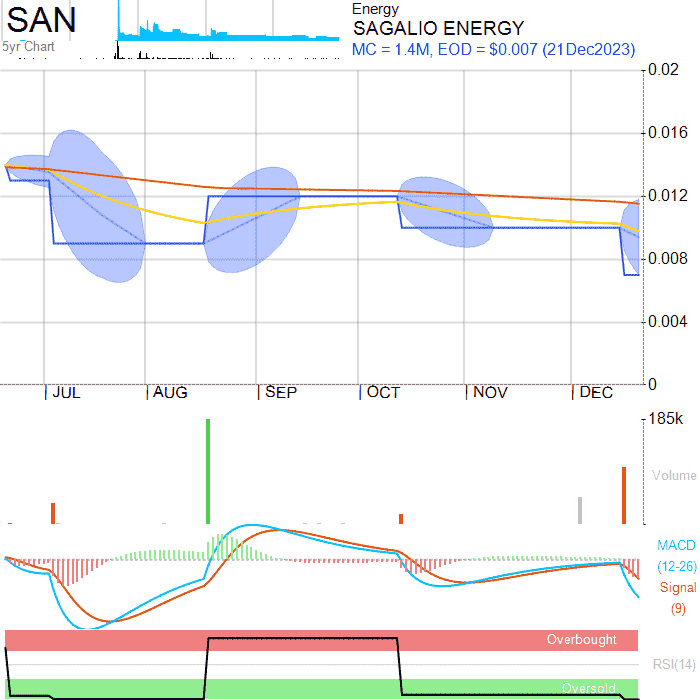 SAN
5yr Chart
Energy
SAGALIO ENERGY
MC = 1.4M, EOD = $0.007 (21Dec2023)
0.02
0.016
0.012
0.008
0.004
0
JUL AUG SEP OCT NOV DEC
185k
Volume
MACD
(12-26)
Signal
(9)
Overbought
RSI(14)
Oversold